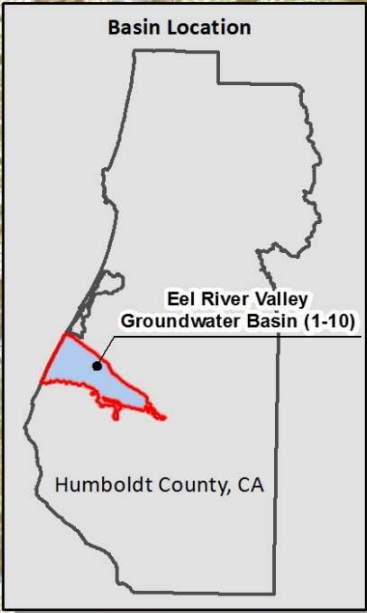 Basin Location
Eel River Valley
Groundwater Basin (1-10)
Humboldt County, CA